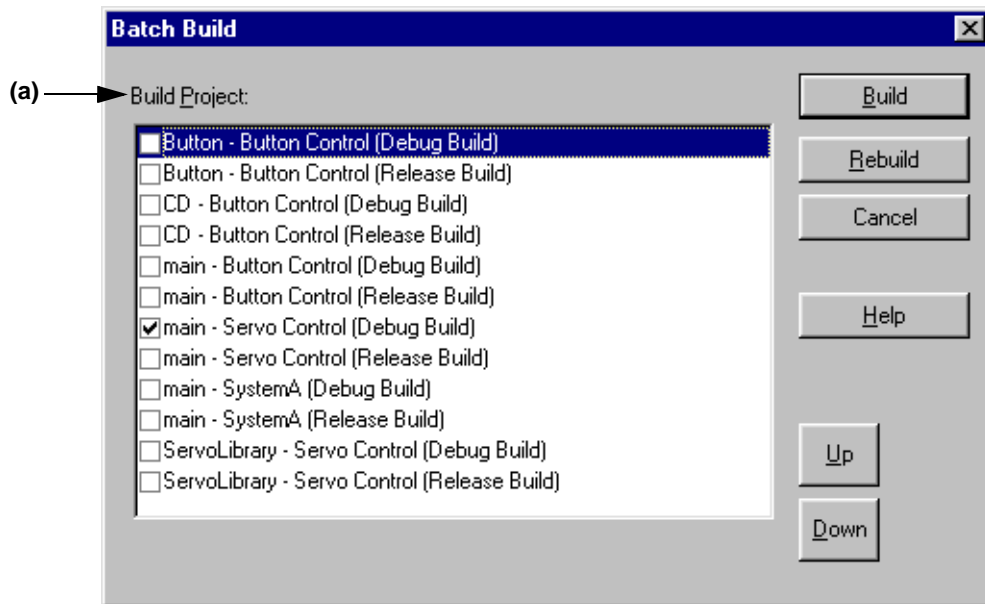 Batch Build
(a)
Build Project:
Build
Button - Button Control (Debug Build)
Button - Button Control (Release Build)
CD - Button Control (Debug Build)
CD - Button Control (Release Build)
main - Button Control (Debug Build)
main - Button Control (Release Build)
main - Servo Control (Debug Build)
main - Servo Control (Release Build)
main - SystemA (Debug Build)
main - SystemA (Release Build)
ServoLibrary - Servo Control (Debug Build)
ServoLibrary - Servo Control (Release Build)
Rebuild
Cancel
Help
Up
Down